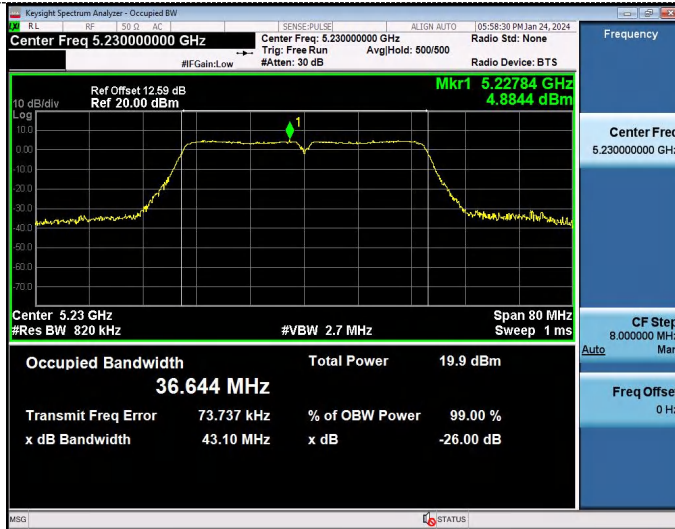 Keysight Spectrum Analyzer - Occupied BW
RL RF 50 Ω AC SENSE:PULSE ALIGN AUTO 05:58:30 PM Jan 24, 2024
Center Freq 5.230000000 GHz
Center Freq: 5.230000000 GHz Radio Std: None
Trig: Free Run Avg|Hold: 500/500
#IFGain:Low #Atten: 30 dB Radio Device: BTS
Frequency
Ref Offset 12.59 dB
10 dB/div Ref 20.00 dBm
Mkr1 5.22784 GHz
4.8844 dBm
Log
10.0
0.00
-10.0
-20.0
-30.0
-40.0
-50.0
-60.0
-70.0
1
Center 5.23 GHz Span 80 MHz
#Res BW 820 kHz #VBW 2.7 MHz Sweep 1 ms
Center Freq
5.230000000 GHz
CF Step
8.000000 MHz
Auto Man
Freq Offset
0 Hz
Occupied Bandwidth Total Power 19.9 dBm
36.644 MHz
Transmit Freq Error 73.737 kHz % of OBW Power 99.00 %
x dB Bandwidth 43.10 MHz x dB -26.00 dB
MSG STATUS